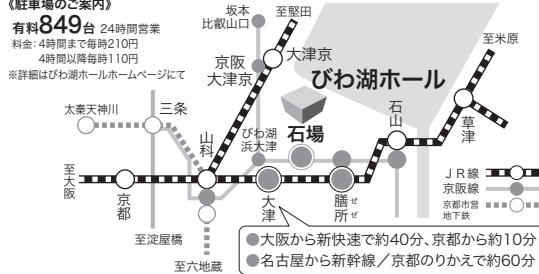 《駐車場のご案内》
有料849台 24時間営業
料金：4時間まで毎時210円
4時間以降毎時110円
※詳細はびわ湖ホールホームページにて
坂本
比叡山口
至堅田
京阪
大津京
大津京
びわ湖ホール
至米原
太秦天神川
三条
山科
びわ湖
浜大津
石場
石山
草津
至大阪
京都
大津
膳所
ぜぜ
JR線
京阪線
京都市営
地下鉄
至淀屋橋
至六地蔵
●大阪から新快速で約40分、京都から約10分
●名古屋から新幹線／京都のりかえで約60分